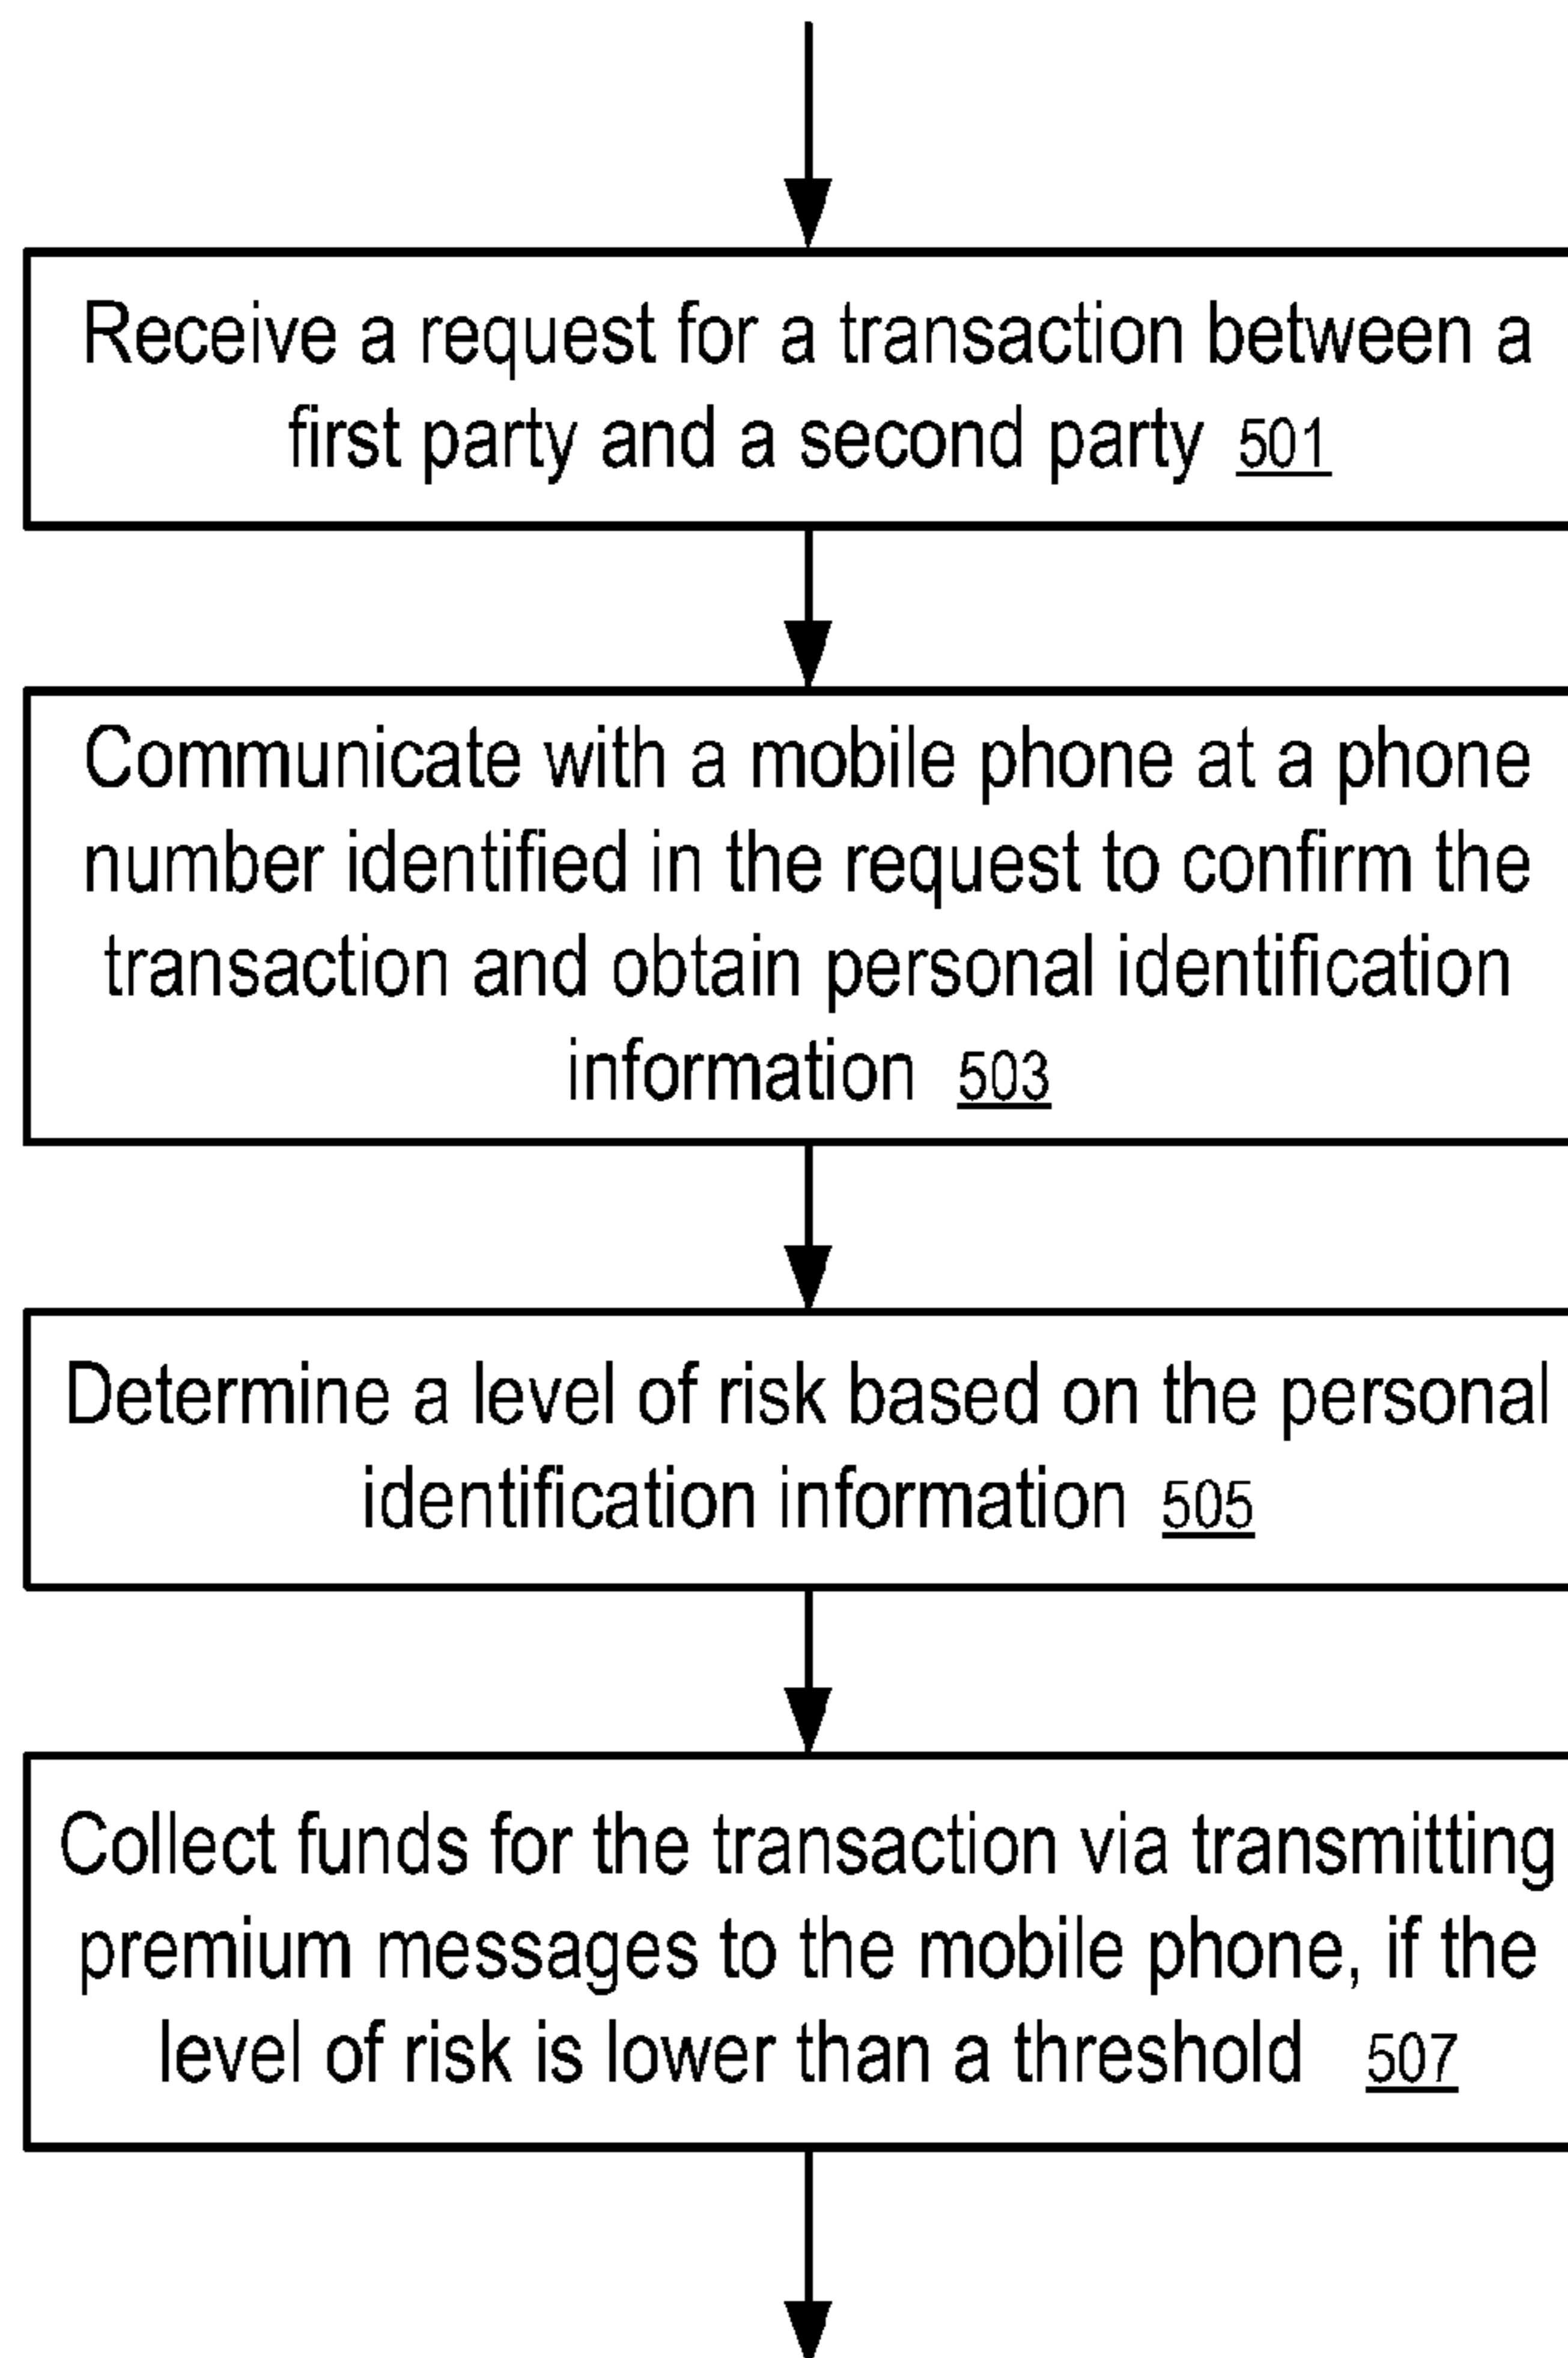 Receive a request for a transaction between a
first party and a second party 501
Communicate with a mobile phone at a phone
number identified in the request to confirm the
transaction and obtain personal identification
information 503
Determine a level of risk based on the personal
identification information 505
Collect funds for the transaction via transmitting
premium messages to the mobile phone, if the
level of risk is lower than a threshold 507